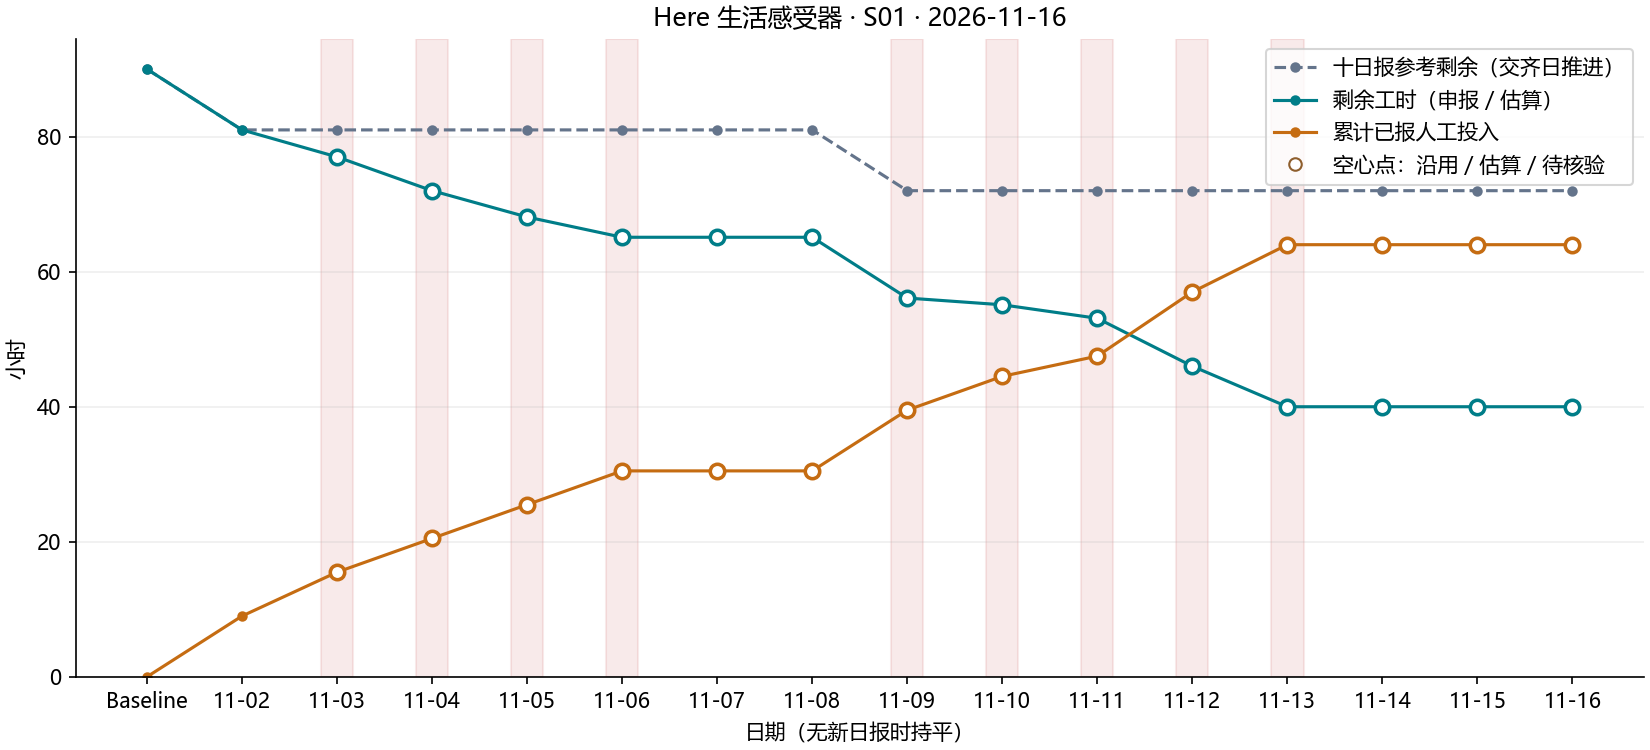 Here 生活感受器 · S01 · 2026-11-16
十日报参考剩余（交齐日推进）
剩余工时（申报 / 估算）
累计已报人工投入
空心点：沿用 / 估算 / 待核验
小时
80
60
40
20
0
Baseline 11-02 11-03 11-04 11-05 11-06 11-07 11-08 11-09 11-10 11-11 11-12 11-13 11-14 11-15 11-16
日期（无新日报时持平）